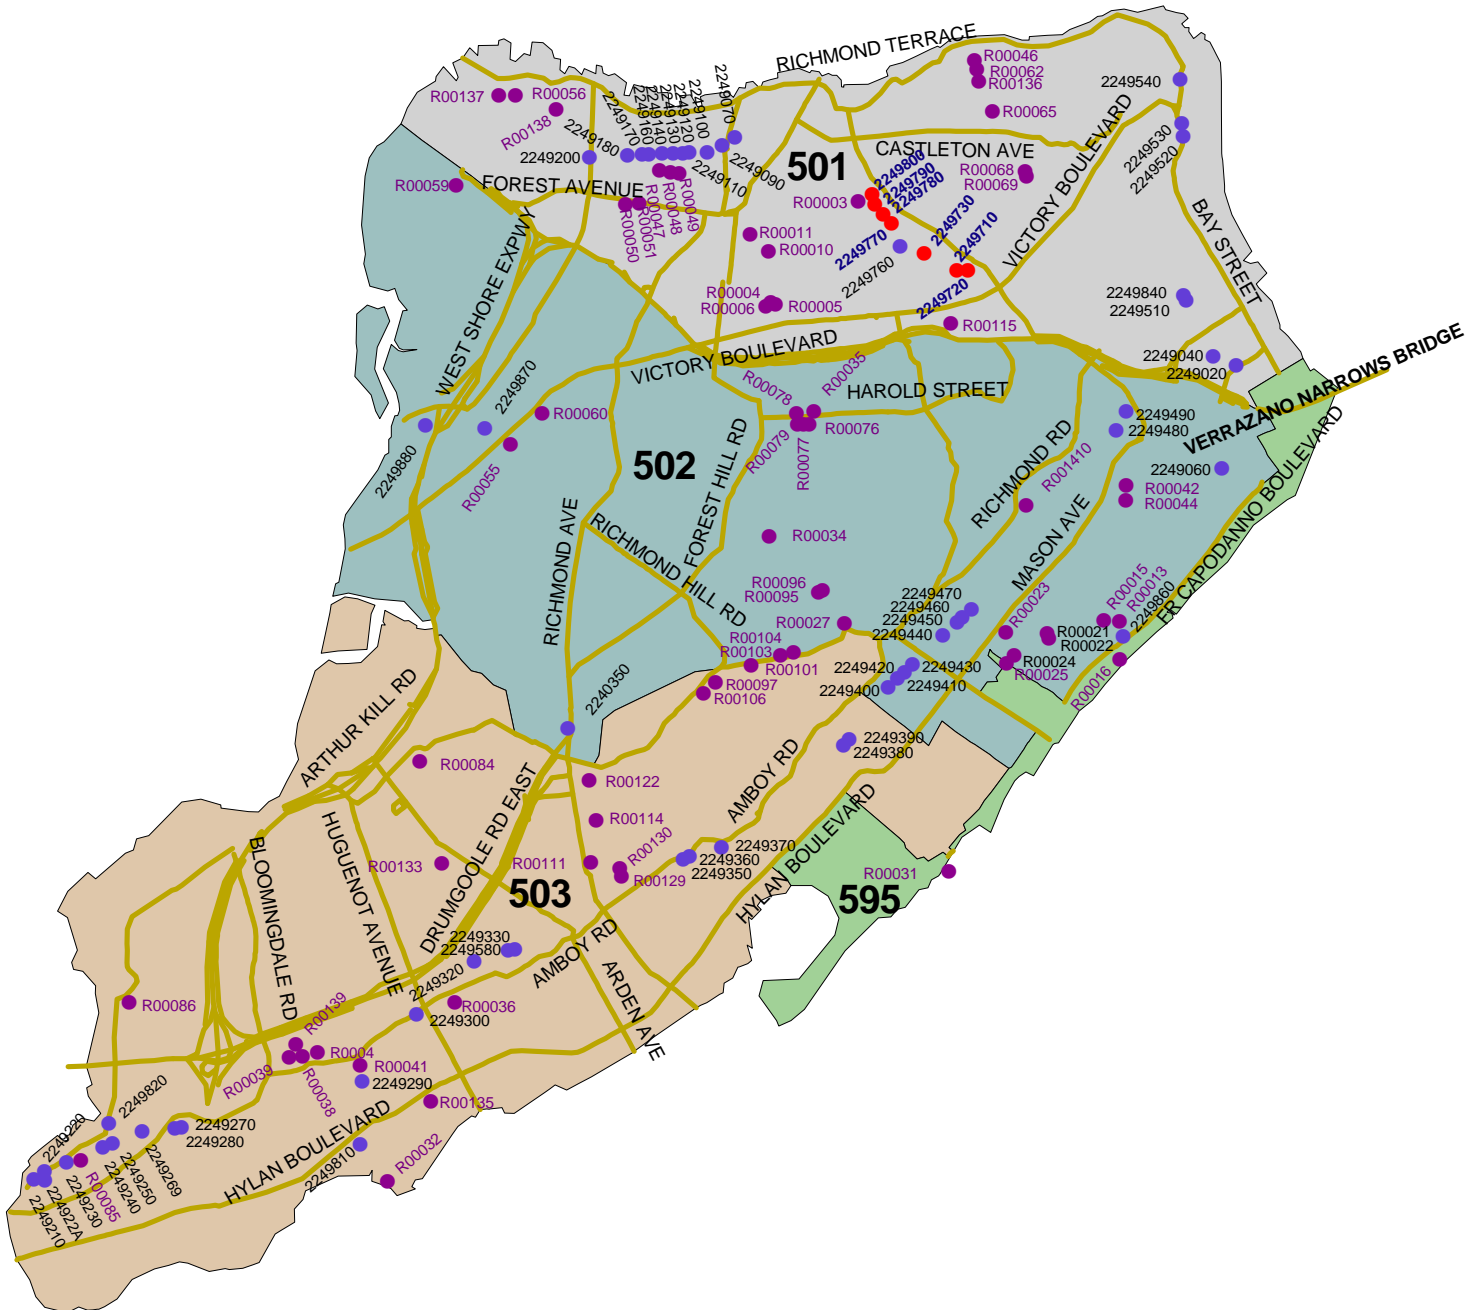 RICHMOND TERRACE
R00046
R00062
R00136
R00065
2249540
R00137
R00056
R00138
2249180
2249170
2249160
2249140
2249130
2249120
2249100
2249070
2249200
2249110
2249090
501
CASTLETON AVE
VICTORY BOULEVARD
2249530
2249520
R00059
FOREST AVENUE
R00047
R00048
R00049
R00050
R00051
R00003
2249800
2249790
2249780
2249730
2249710
2249770
2249760
2249720
R00068
R00069
BAY STREET
R00011
R00010
WEST SHORE EXPWY
R00004
R00006
R00005
R00115
2249840
2249510
VICTORY BOULEVARD
2249040
2249020
VERRAZANO NARROWS BRIDGE
2249870
R00060
R00078
R00035
HAROLD STREET
2249490
2249480
2249880
R00055
502
FOREST HILL RD
R00079
R00077
R00076
RICHMOND RD
R001410
2249060
R00042
R00044
FR CAPODANNO BOULEVARD
RICHMOND AVE
RICHMOND HILL RD
R00034
MASON AVE
R00096
R00095
R00027
2249470
2249460
2249450
2249440
R00023
R00015
R00013
2249860
R00021
R00022
R00024
R00025
R00016
R00104
R00103
R00101
2249420
2249430
2249400
2249410
R00097
R00106
2240350
ARTHUR KILL RD
R00084
R00122
AMBOY RD
2249390
2249380
DRUMGOOLE RD EAST
R00114
R00130
HUGUENOT AVENUE
BLOOMINGDALE RD
R00133
R00111
R00129
2249370
2249360
2249350
HYLAN BOULEVARD
R00031
503
595
2249330
2249580
2249320
AMBOY RD
ARDEN AVE
R00086
R00036
2249300
R00139
R0004
R00039
R00038
R00041
2249290
R00135
2249820
2249220
2249270
2249280
2249269
2249250
2249240
R00085
2249230
224922A
2249210
HYLAN BOULEVARD
2249810
R00032